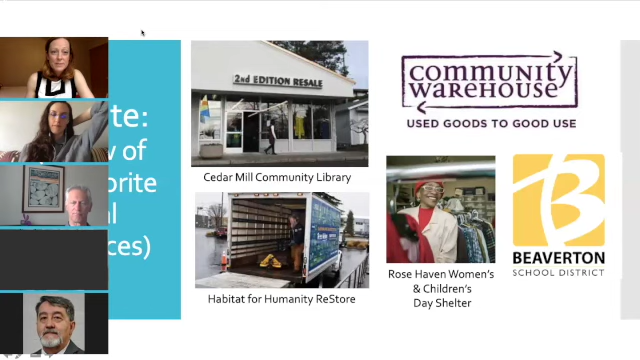 te:
w of
orite
al
ces)
2nd EDITION RESALE
Cedar Mill Community Library
Habitat for Humanity ReStore
community
WAREHOUSE
USED GOODS TO GOOD USE
Rose Haven Women's
& Children's
Day Shelter
B
BEAVERTON
SCHOOL DISTRICT